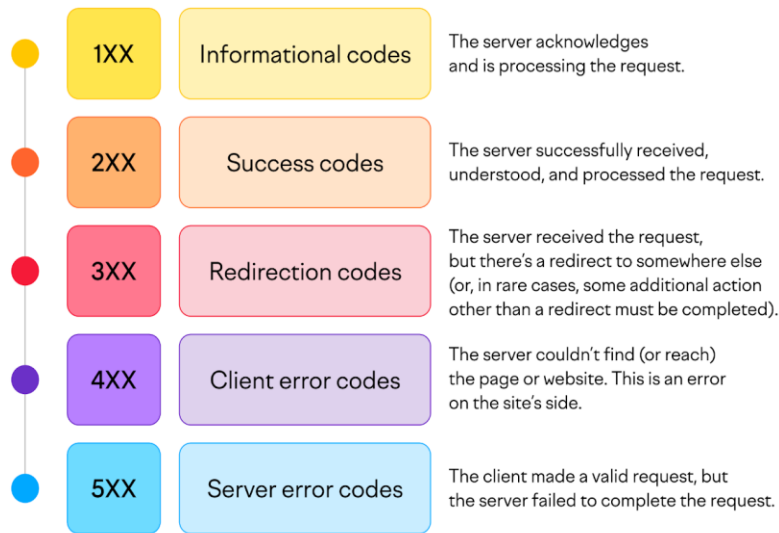 1XX
Informational codes
The server acknowledges
and is processing the request.
2XX
Success codes
The server successfully received,
understood, and processed the request.
3XX
Redirection codes
The server received the request,
but there’s a redirect to somewhere else
(or, in rare cases, some additional action
other than a redirect must be completed).
4XX
Client error codes
The server couldn’t find (or reach)
the page or website. This is an error
on the site’s side.
5XX
Server error codes
The client made a valid request, but
the server failed to complete the request.